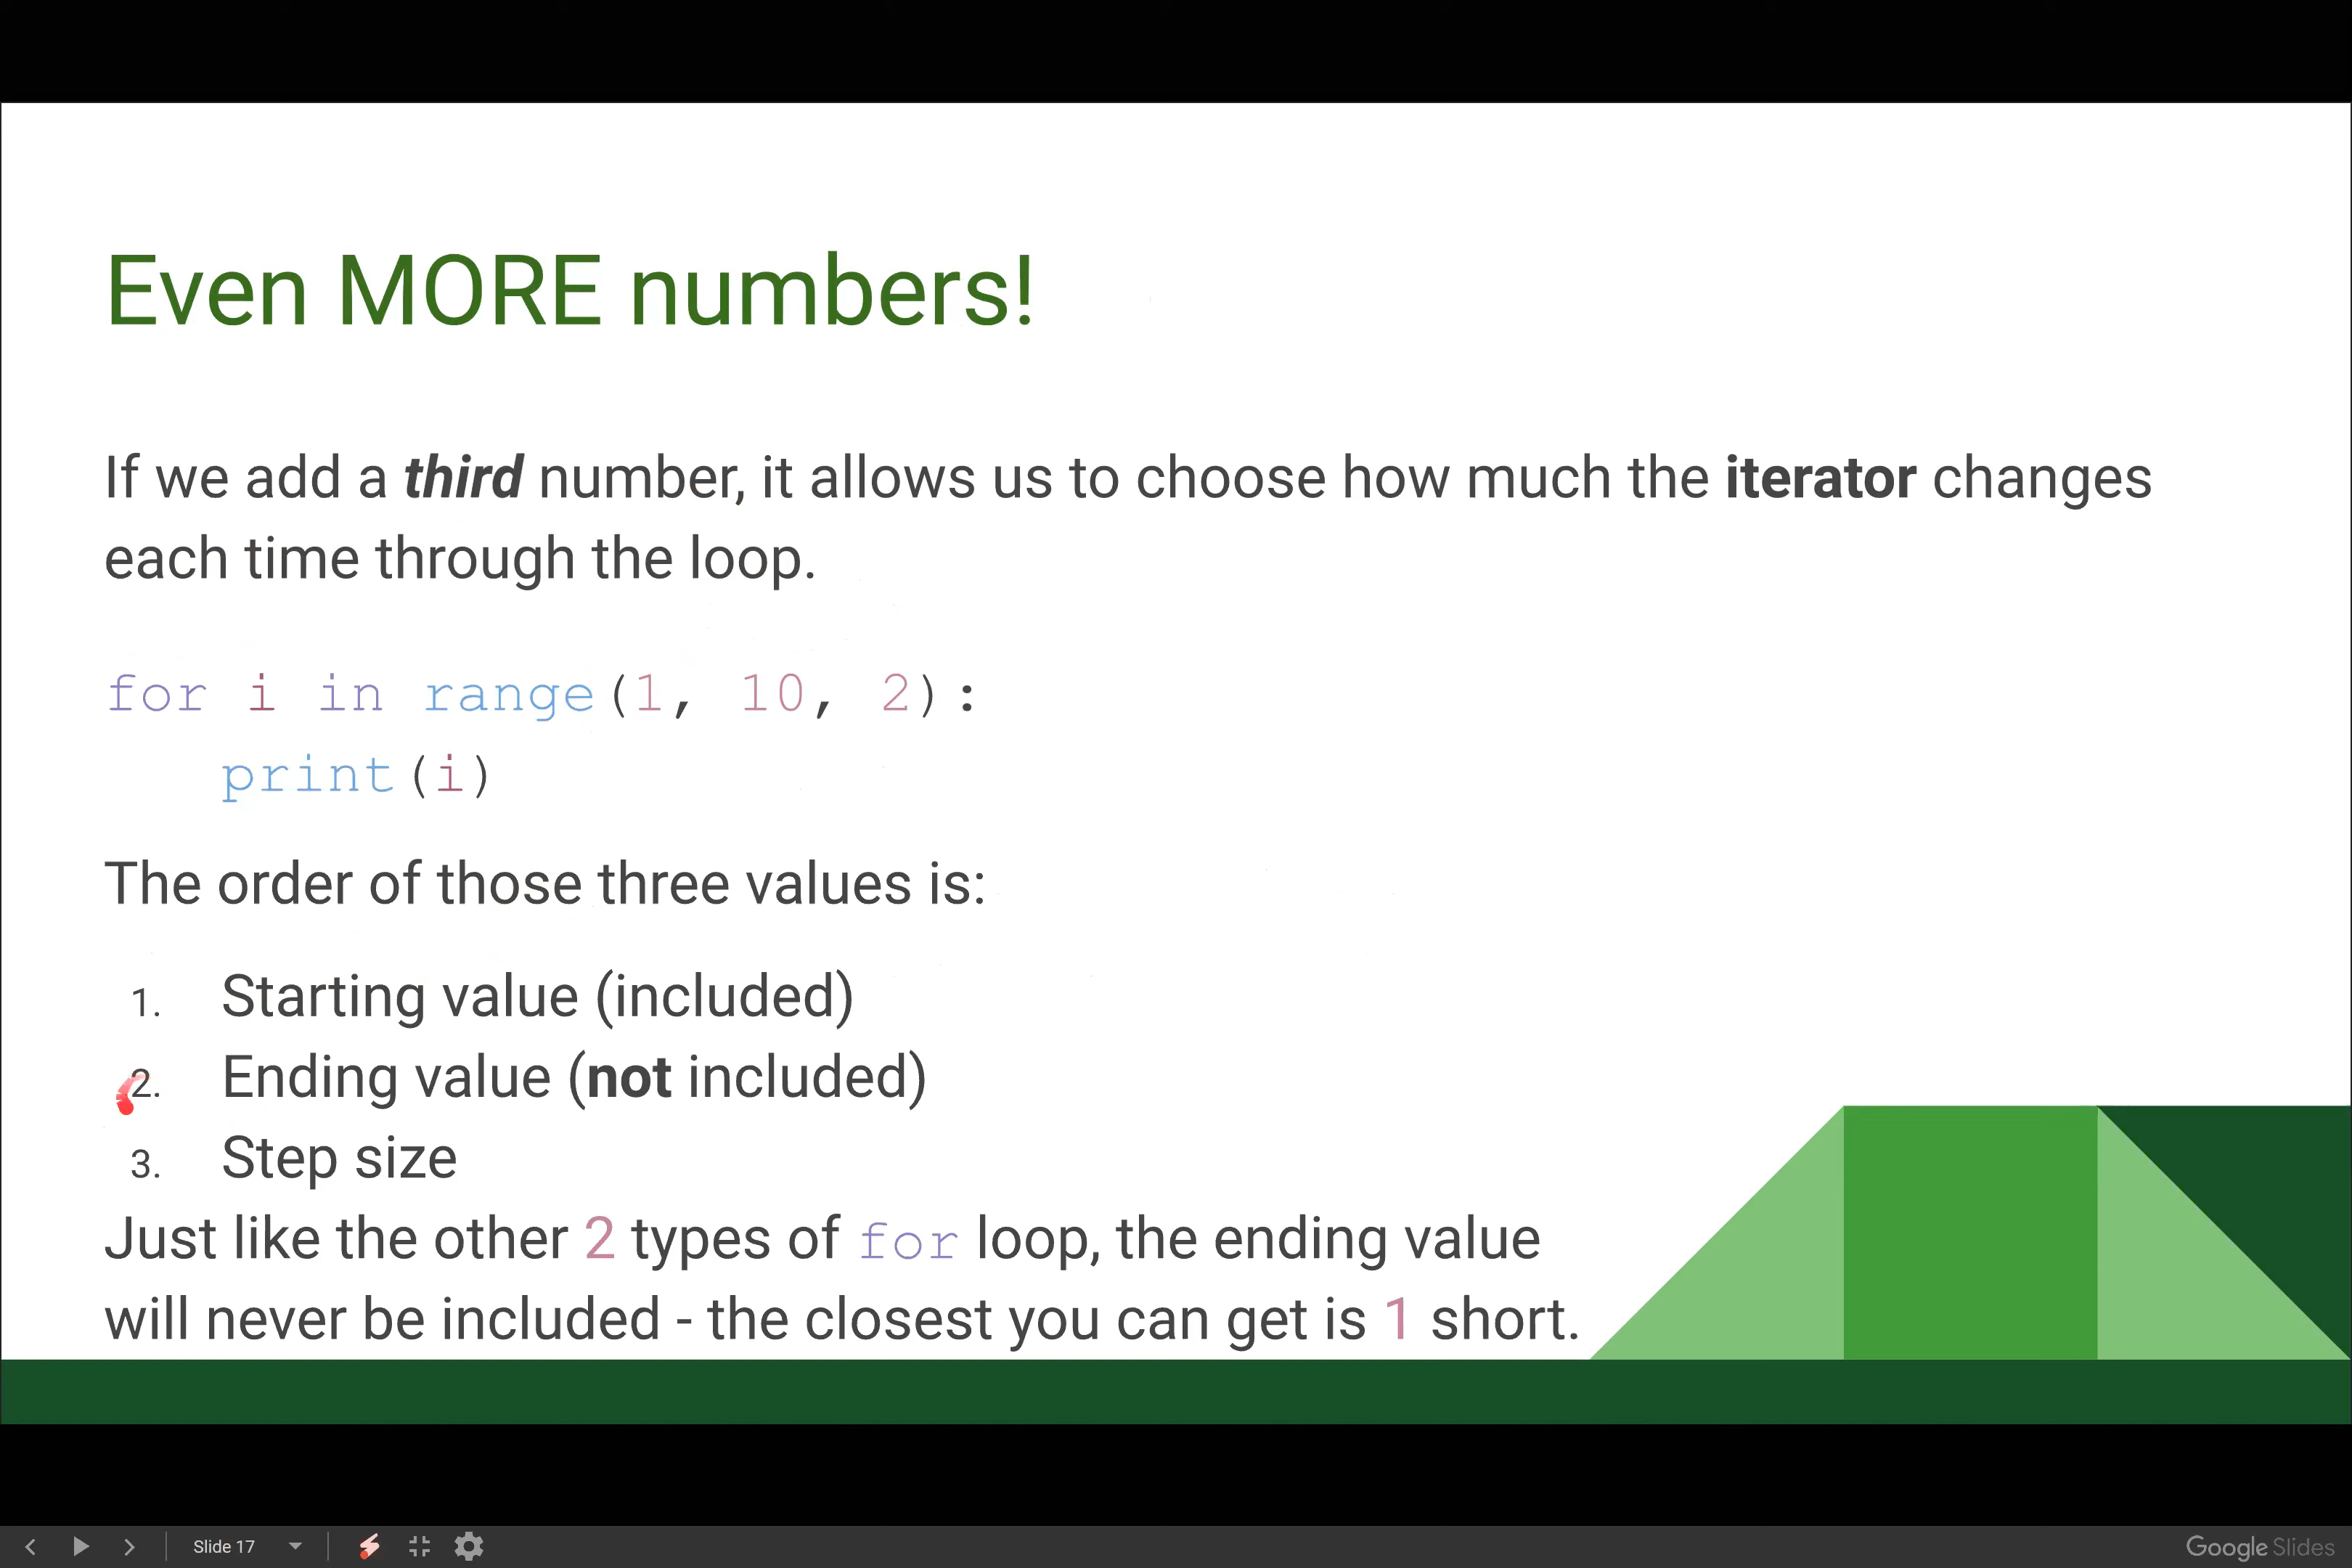 Even MORE numbers!
If we add a third number, it allows us to choose how much the iterator changes
each time through the loop.
for i in range(1, 10, 2):
print(i)
The order of those three values is:
1. Starting value (included)
2. Ending value (not included)
3. Step size
Just like the other 2 types of for loop, the ending value
will never be included - the closest you can get is 1 short.
Slide 17
Google Slides